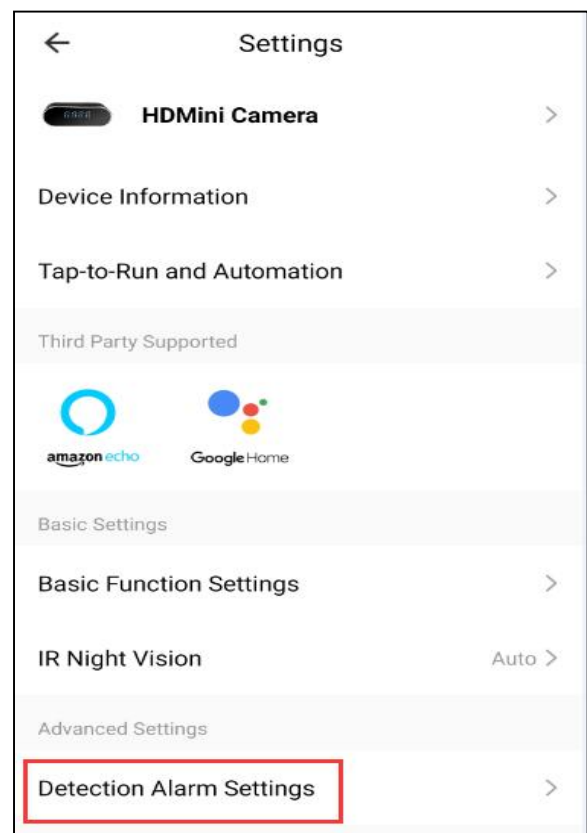 Settings
HDMini Camera
Device Information
Tap-to-Run and Automation
Third Party Supported
amazon echo
Google Home
Basic Settings
Basic Function Settings
IR Night Vision
Auto
Advanced Settings
Detection Alarm Settings